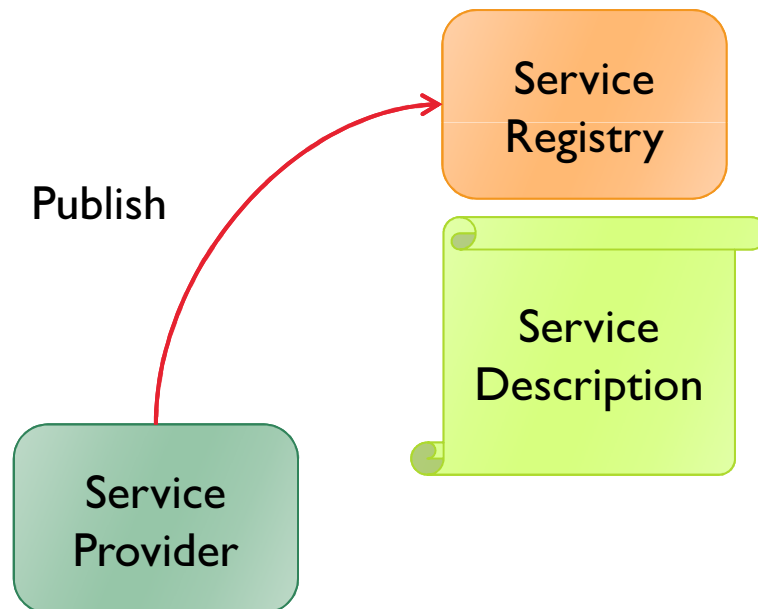 Service
Registry
Publish
Service
Description
Service
Provider